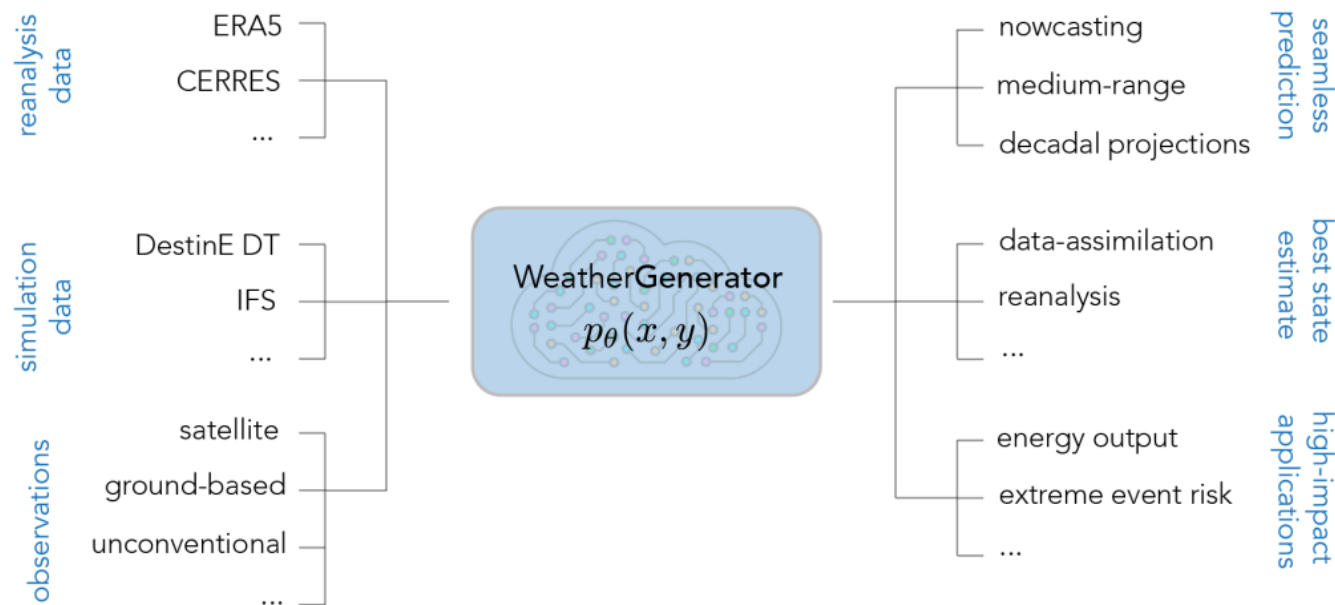 reanalysis
data
ERA5
CERRES
...
simulation
data
DestinE DT
IFS
...
observations
satellite
ground-based
unconventional
...
WeatherGenerator
pθ(x, y)
nowcasting
medium-range
decadal projections
seamless
prediction
data-assimilation
reanalysis
...
best state
estimate
energy output
extreme event risk
...
high-impact
applications